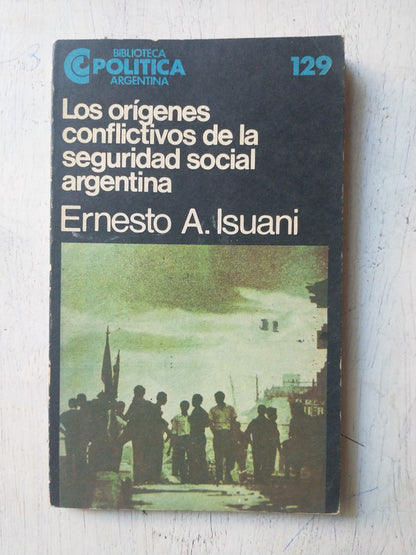 BIBLIOTECA
POLITICA
ARGENTINA
129
Los orígenes
conflictivos de la
seguridad social
argentina
Ernesto A. Isuani